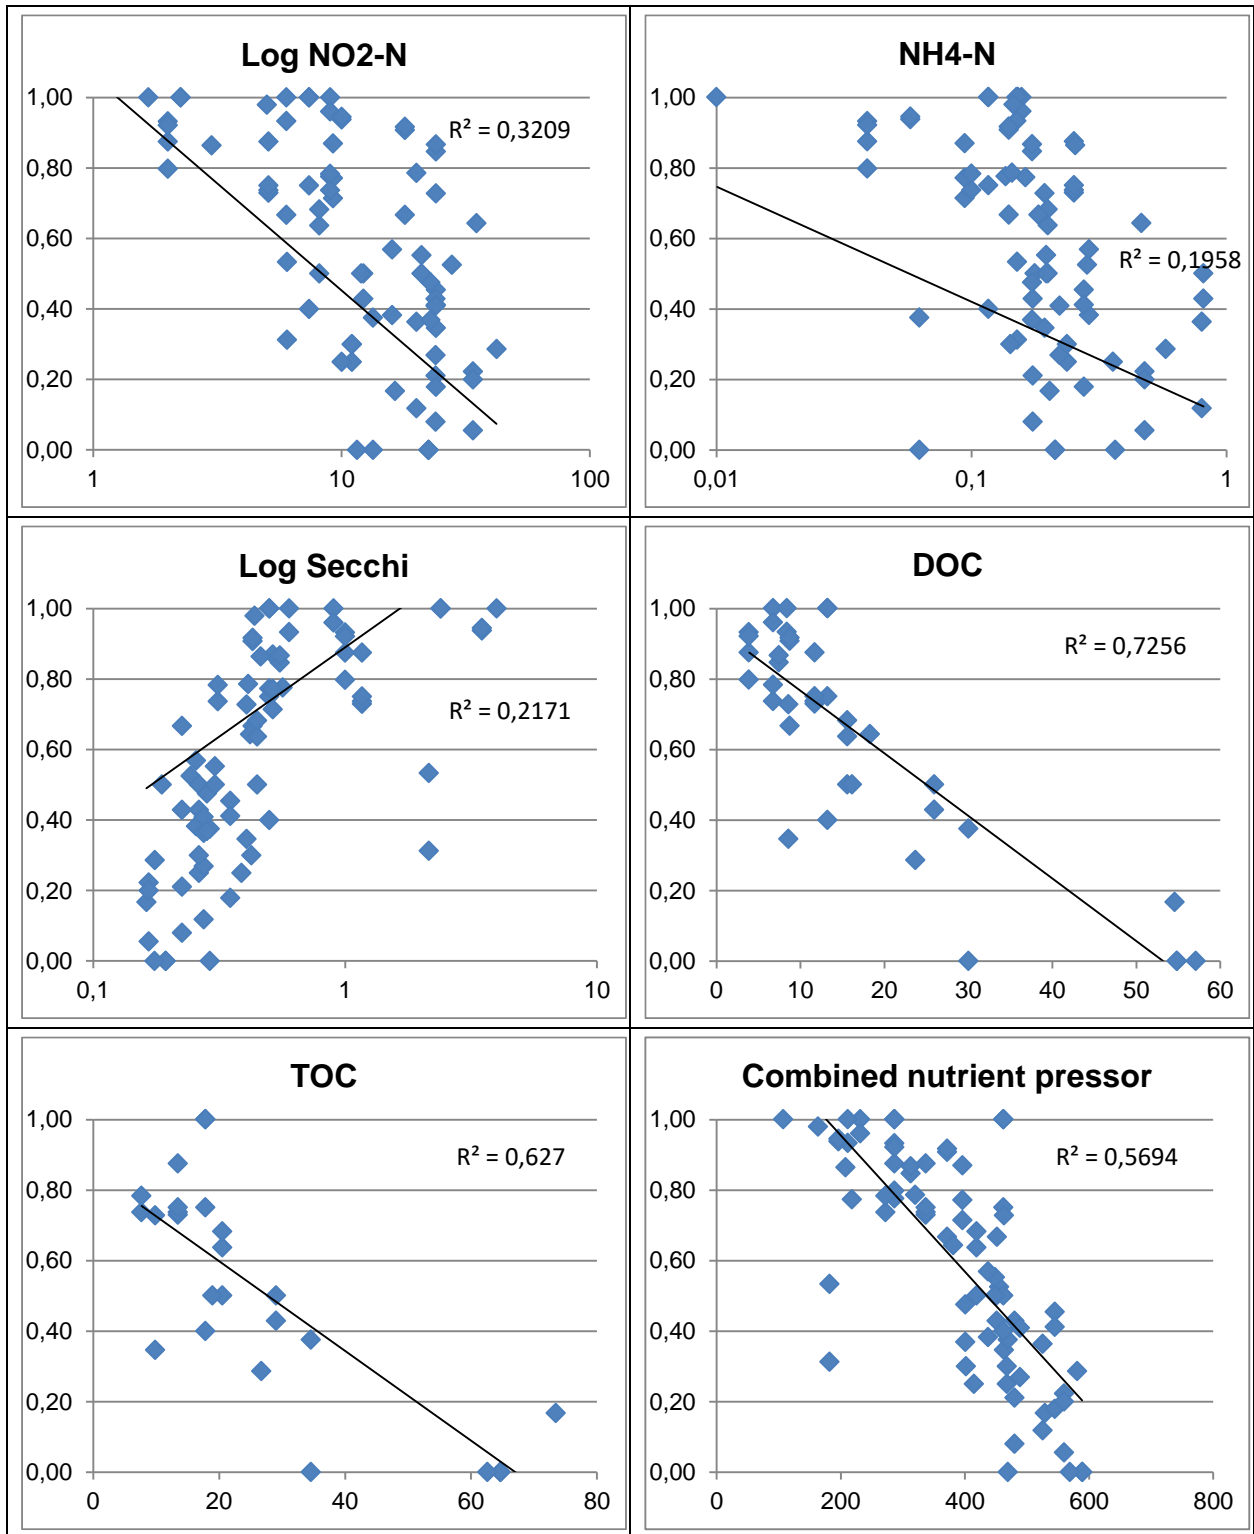 Log NO2-N
1,00
0,80
0,60
0,40
0,20
0,00
1 10 100
R² = 0,3209
NH4-N
1,00
0,80
0,60
0,40
0,20
0,00
0,01 0,1 1
R² = 0,1958
Log Secchi
1,00
0,80
0,60
0,40
0,20
0,00
0,1 1 10
R² = 0,2171
DOC
1,00
0,80
0,60
0,40
0,20
0,00
0 10 20 30 40 50 60
R² = 0,7256
TOC
1,00
0,80
0,60
0,40
0,20
0,00
0 20 40 60 80
R² = 0,627
Combined nutrient pressor
1,00
0,80
0,60
0,40
0,20
0,00
0 200 400 600 800
R² = 0,5694